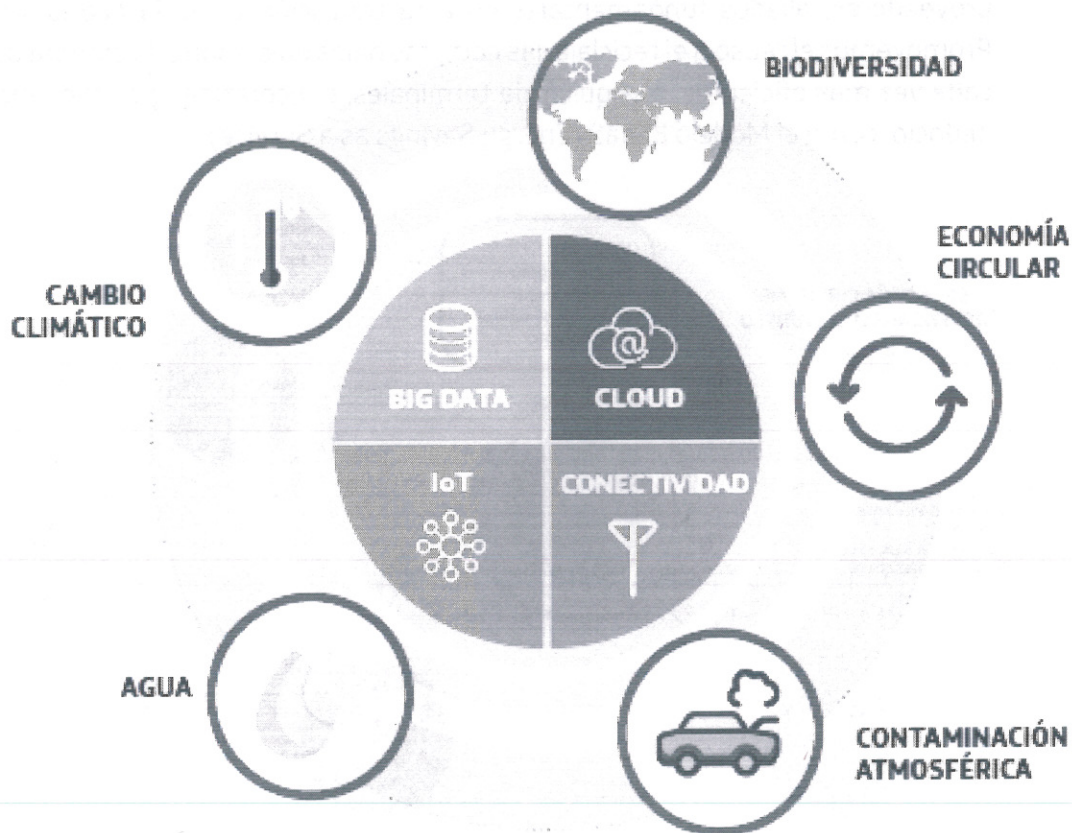 BIODIVERSIDAD
ECONOMÍA
CIRCULAR
CAMBIO
CLIMÁTICO
BIG DATA
@
CLOUD
IoT
CONECTIVIDAD
AGUA
CONTAMINACIÓN
ATMOSFÉRICA